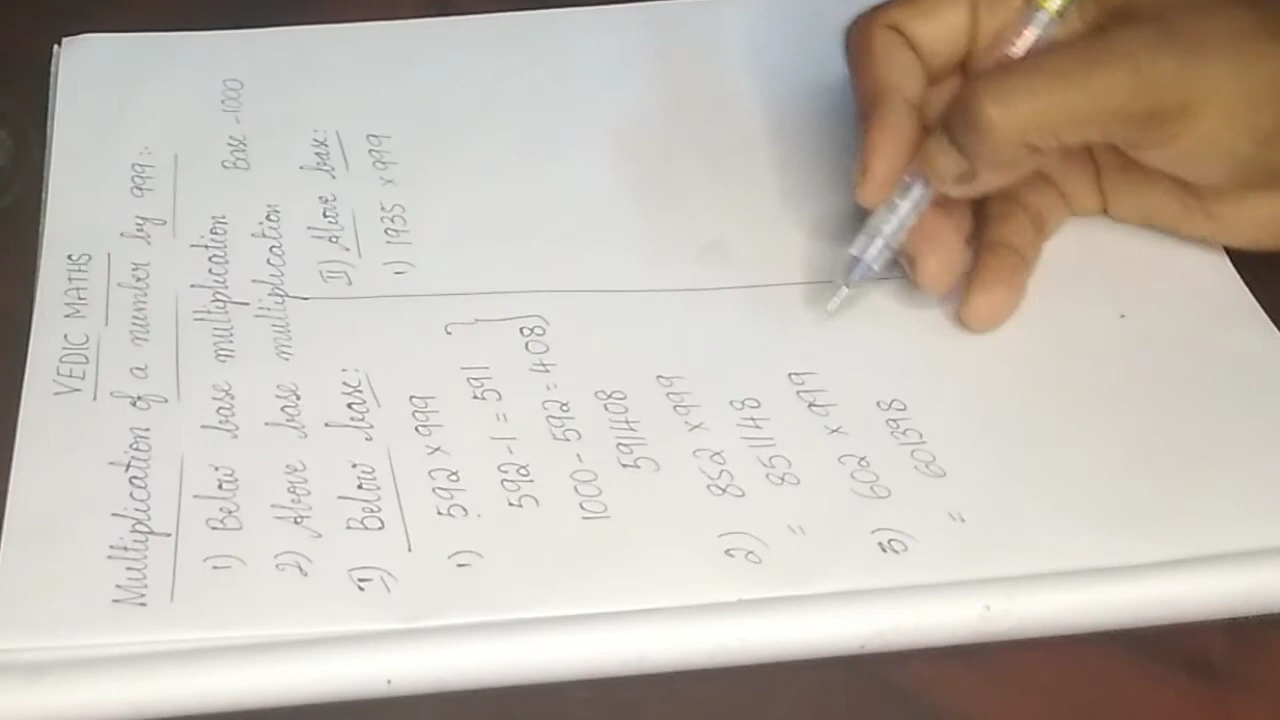 VEDIC MATHS
Multiplication of a number by 999:-
1) Below base multiplication Base -1000
2) Above base multiplication
I) Below base:
1) 592 x 999
592 - 1 = 591 }
1000 - 592 = 408 }
591408
2) 852 x 999
= 851148
3) 602 x 999
= 601398
II) Above base:
1) 1935 x 999